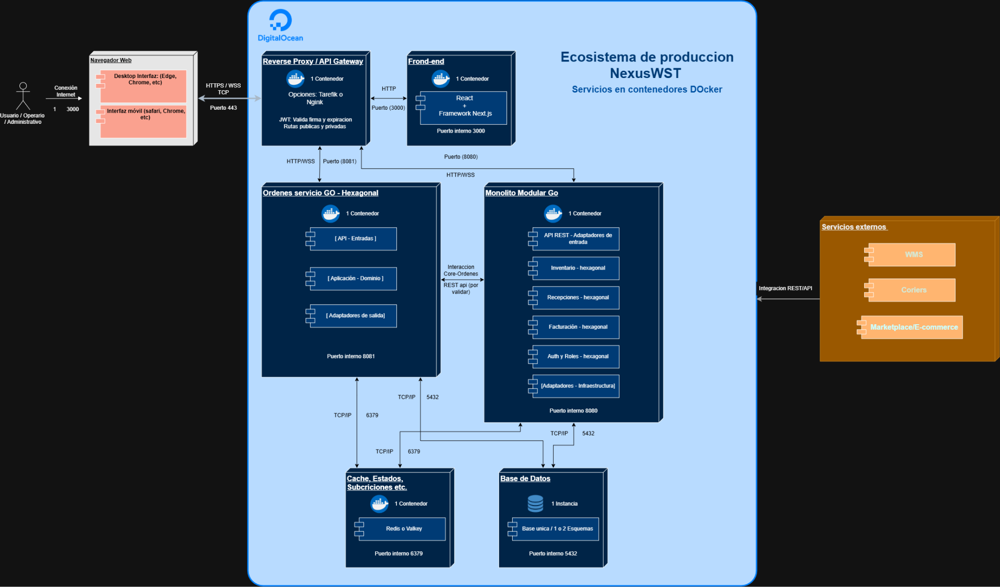 DigitalOcean
Ecosistema de produccion
NexusWST
Servicios en contenedores DOcker
Usuario / Operario
/ Administrativo
Conexión
Internet
1 3000
Navegador Web
Desktop Interfaz: (Edge,
Chrome, etc)
Interfaz móvil (safari, Chrome,
etc)
HTTPS / WSS
TCP
Puerto 443
Reverse Proxy / API Gateway
1 Contenedor
Opciones: Tarefik o
Ngink
JWT: Valida firma y expiracion
Rutas publicas y privadas
HTTP
Puerto (3000)
Frond-end
1 Contenedor
React
+
Framework Next.js
Puerto interno 3000
HTTP/WSS
Puerto (8081)
Puerto (8080)
HTTP/WSS
Ordenes servicio GO - Hexagonal
1 Contenedor
[ API - Entradas ]
[ Aplicación - Dominio ]
[ Adaptadores de salida]
Puerto interno 8081
Interaccion
Core-Ordenes
REST api (por
validar)
Monolito Modular Go
1 Contenedor
API REST - Adaptadores de
entrada
Inventario - hexagonal
Recepciones - hexagonal
Facturación - hexagonal
Auth y Roles - hexagonal
[Adaptadores - Infraestructura]
Puerto interno 8080
Integracion REST/API
Servicios externos
WMS
Coriers
Marketplace/E-commerce
TCP/IP 5432
TCP/IP 6379
TCP/IP 5432
TCP/IP 6379
Cache, Estados,
Subcriciones etc.
1 Contenedor
Redis o Valkey
Puerto interno 6379
Base de Datos
1 Instancia
Base unica / 1 o 2 Esquemas
Puerto interno 5432